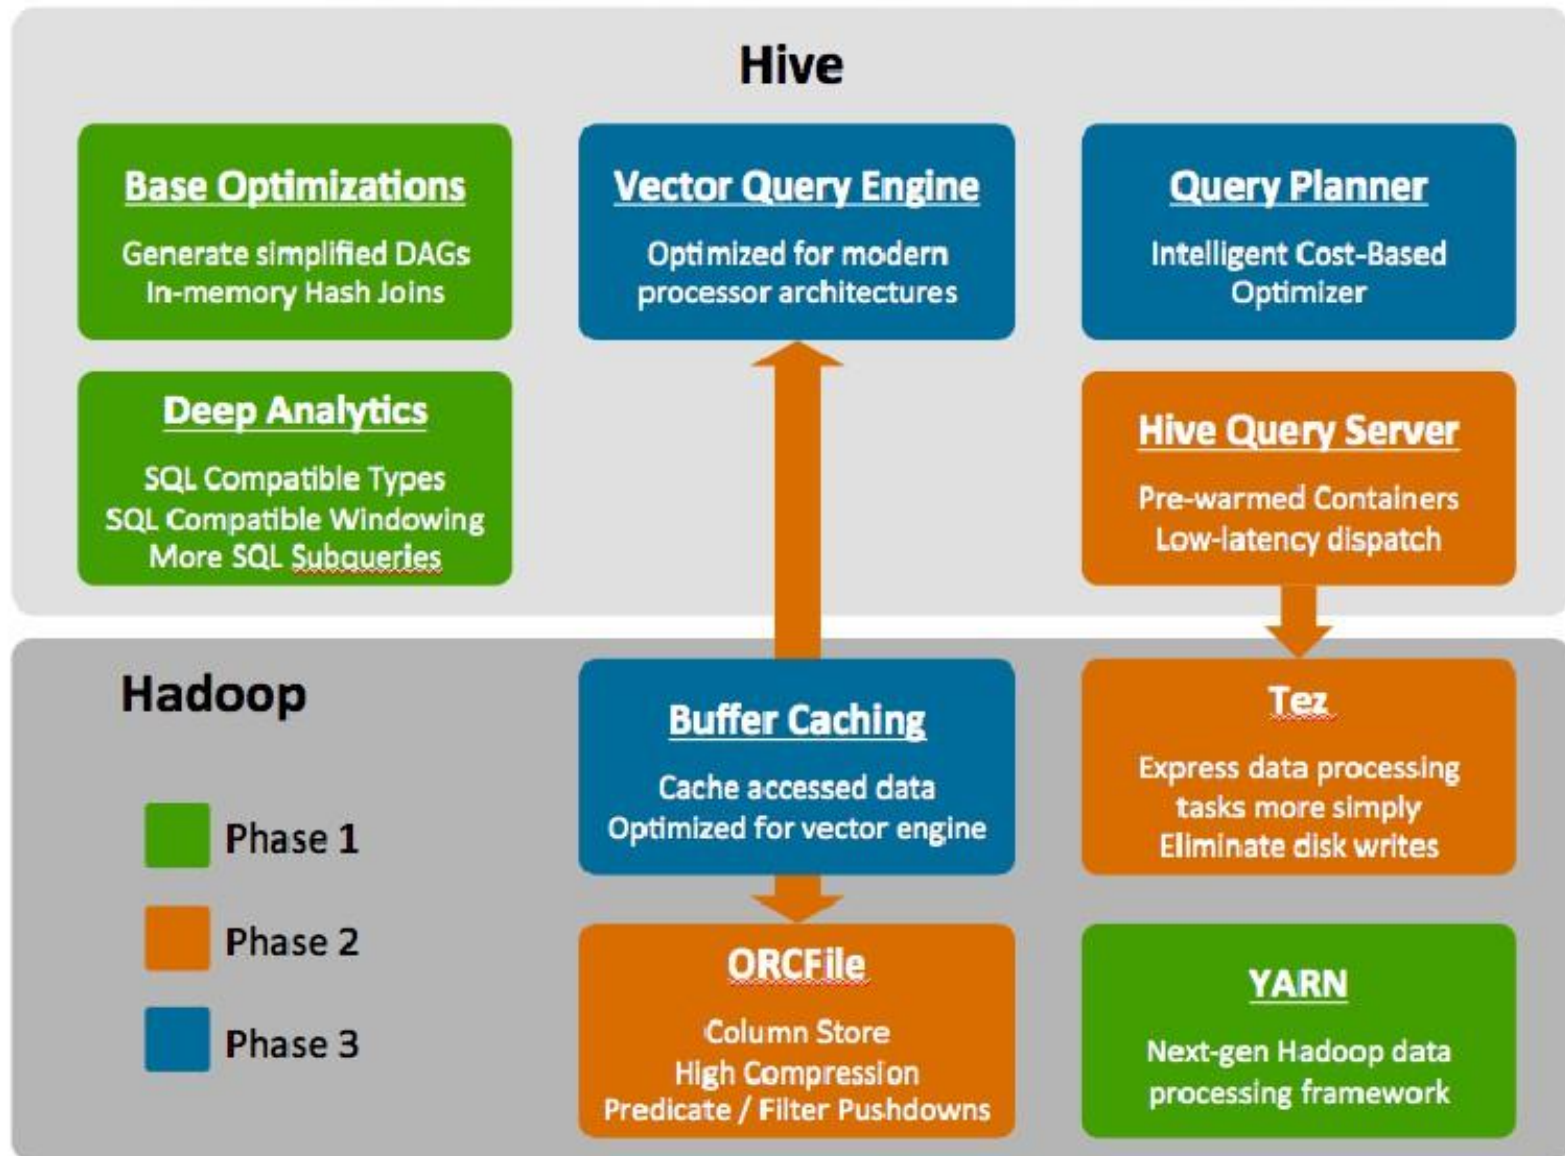 Hive
Base Optimizations
Generate simplified DAGs
In-memory Hash Joins
Vector Query Engine
Optimized for modern
processor architectures
Query Planner
Intelligent Cost-Based
Optimizer
Deep Analytics
SQL Compatible Types
SQL Compatible Windowing
More SQL Subqueries
Hive Query Server
Pre-warmed Containers
Low-latency dispatch
Hadoop
Phase 1
Phase 2
Phase 3
Buffer Caching
Cache accessed data
Optimized for vector engine
Tez
Express data processing
tasks more simply
Eliminate disk writes
ORCFile
Column Store
High Compression
Predicate / Filter Pushdowns
YARN
Next-gen Hadoop data
processing framework